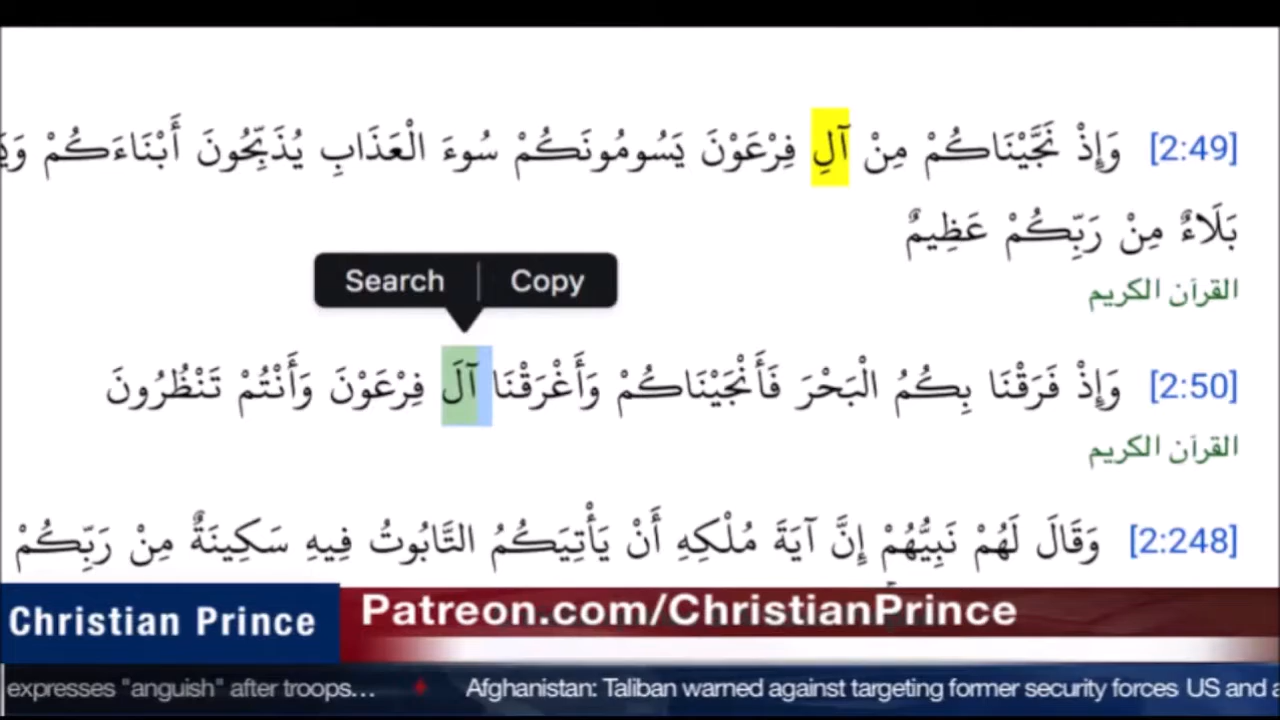 [2:49] وَإِذْ نَجَّيْنَاكُمْ مِنْ آلِ فِرْعَوْنَ يَسُومُونَكُمْ سُوءَ الْعَذَابِ يُذَبِّحُونَ أَبْنَاءَكُمْ
بَلَاءٌ مِنْ رَبِّكُمْ عَظِيمٌ
القرآن الكريم
Search | Copy
[2:50] وَإِذْ فَرَقْنَا بِكُمُ الْبَحْرَ فَأَنْجَيْنَاكُمْ وَأَغْرَقْنَا آلَ فِرْعَوْنَ وَأَنْتُمْ تَنْظُرُونَ
القرآن الكريم
[2:248] وَقَالَ لَهُمْ نَبِيُّهُمْ إِنَّ آيَةَ مُلْكِهِ أَنْ يَأْتِيَكُمُ التَّابُوتُ فِيهِ سَكِينَةٌ مِنْ رَبِّكُمْ
Christian Prince
Patreon.com/ChristianPrince
expresses "anguish" after troops... ♦ Afghanistan: Taliban warned against targeting former security forces US and